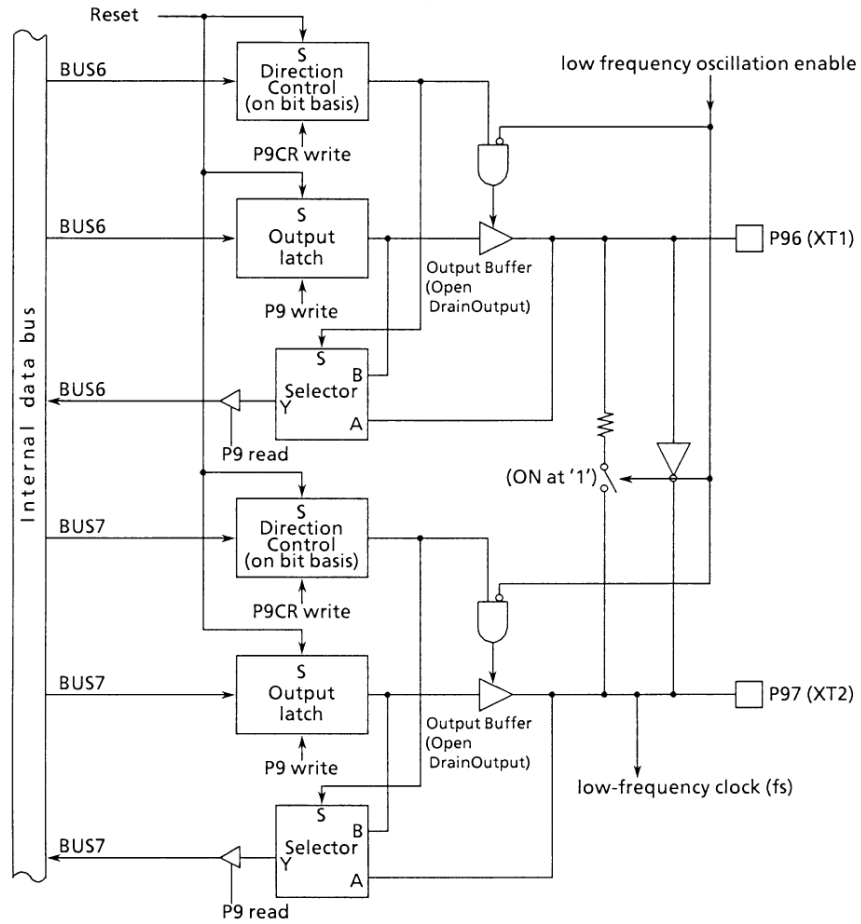 Reset
BUS6
S
Direction
Control
(on bit basis)
low frequency oscillation enable
P9CR write
BUS6
S
Output
latch
P96 (XT1)
Output Buffer
(Open
DrainOutput)
P9 write
S
B
Selector
BUS6
Y
A
P9 read
(ON at '1')
Internal data bus
BUS7
S
Direction
Control
(on bit basis)
P9CR write
BUS7
S
Output
latch
P97 (XT2)
Output Buffer
(Open
DrainOutput)
P9 write
low-frequency clock (fs)
S
B
Selector
BUS7
Y
A
P9 read